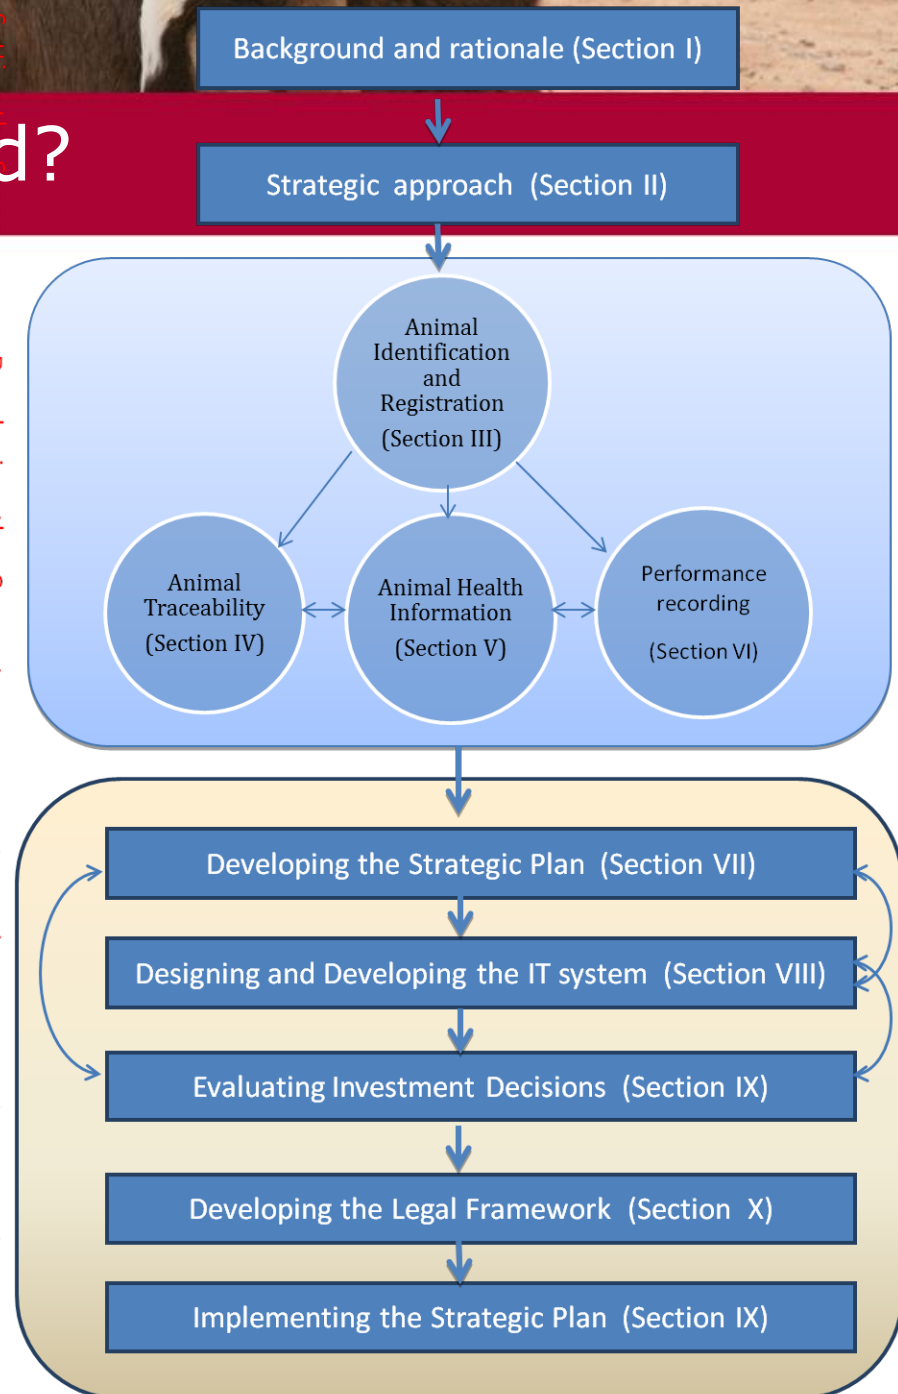 Background and rationale (Section I)
d?
Strategic approach (Section II)
Animal
Identification
and
Registration
(Section III)
Animal
Traceability
(Section IV)
Animal Health
Information
(Section V)
Performance
recording
(Section VI)
Developing the Strategic Plan (Section VII)
Designing and Developing the IT system (Section VIII)
Evaluating Investment Decisions (Section IX)
Developing the Legal Framework (Section X)
Implementing the Strategic Plan (Section IX)